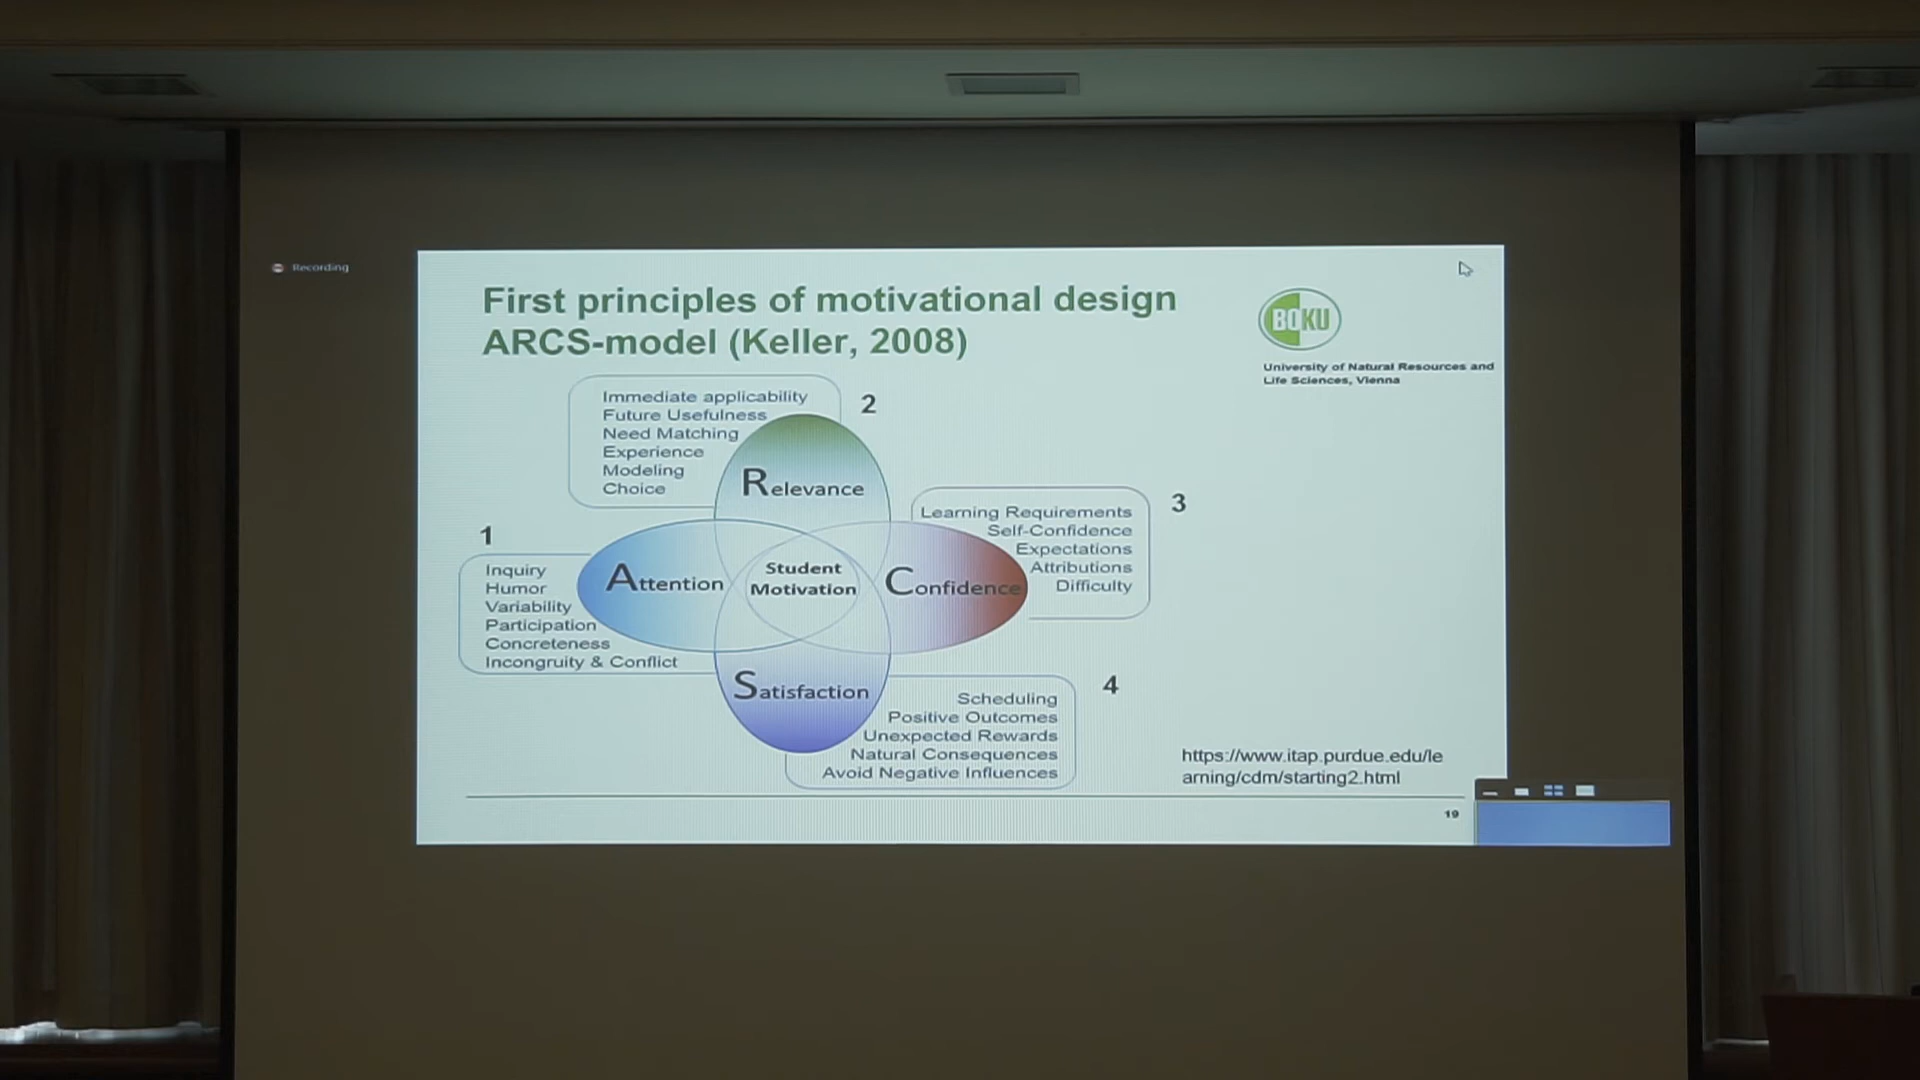 Recording
First principles of motivational design
ARCS-model (Keller, 2008)
BOKU
University of Natural Resources and
Life Sciences, Vienna
1
Inquiry
Humor
Variability
Participation
Concreteness
Incongruity & Conflict
Attention
2
Immediate applicability
Future Usefulness
Need Matching
Experience
Modeling
Choice
Relevance
Student
Motivation
3
Learning Requirements
Self-Confidence
Expectations
Attributions
Difficulty
Confidence
4
Scheduling
Positive Outcomes
Unexpected Rewards
Natural Consequences
Avoid Negative Influences
Satisfaction
https://www.itap.purdue.edu/le
arning/cdm/starting2.html
19